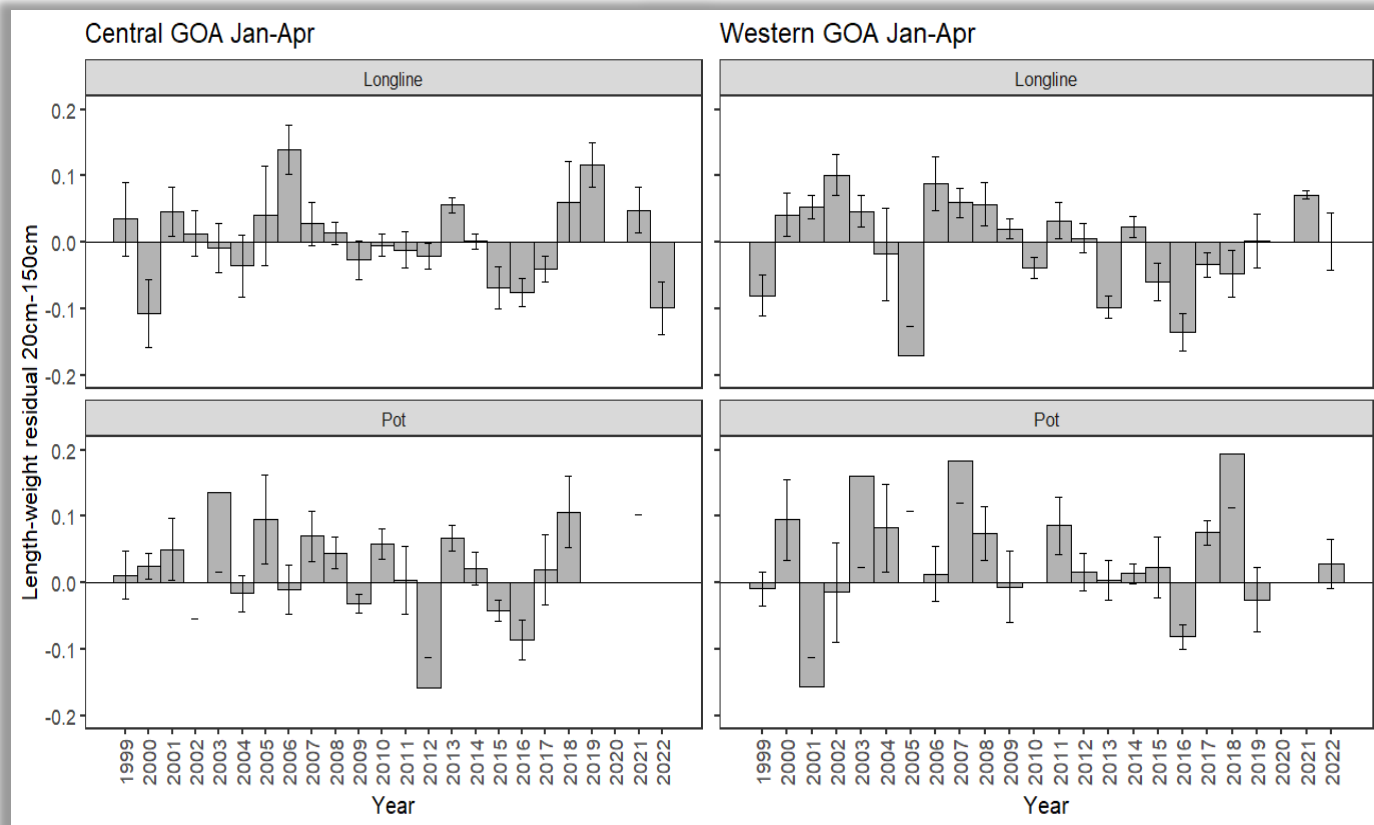 Central GOA Jan-Apr
Western GOA Jan-Apr
Longline
Longline
0.2
0.1
0.0
-0.1
-0.2
Pot
Pot
0.2
0.1
0.0
-0.1
-0.2
Length-weight residual 20cm-150cm
1999 2000 2001 2002 2003 2004 2005 2006 2007 2008 2009 2010 2011 2012 2013 2014 2015 2016 2017 2018 2019 2020 2021 2022
1999 2000 2001 2002 2003 2004 2005 2006 2007 2008 2009 2010 2011 2012 2013 2014 2015 2016 2017 2018 2019 2021 2022
Year
Year